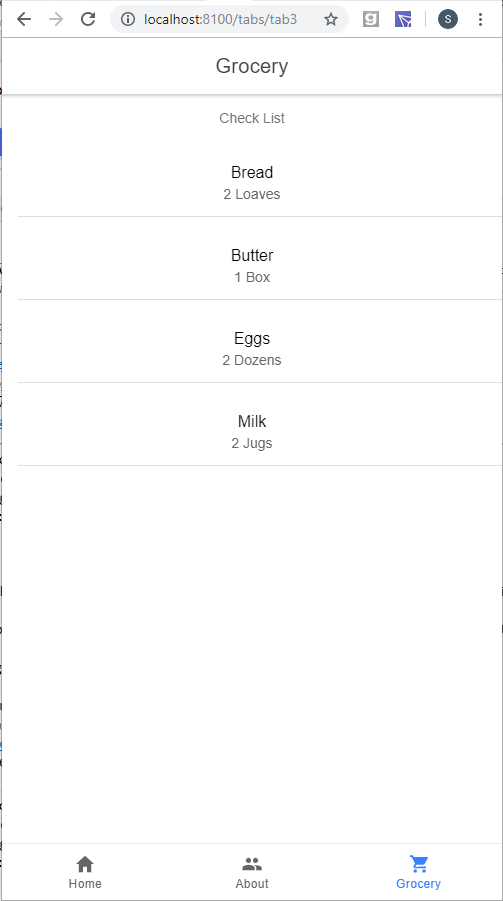 localhost:8100/tabs/tab3
S
Grocery
Check List
Bread
2 Loaves
Butter
1 Box
Eggs
2 Dozens
Milk
2 Jugs
Home
About
Grocery